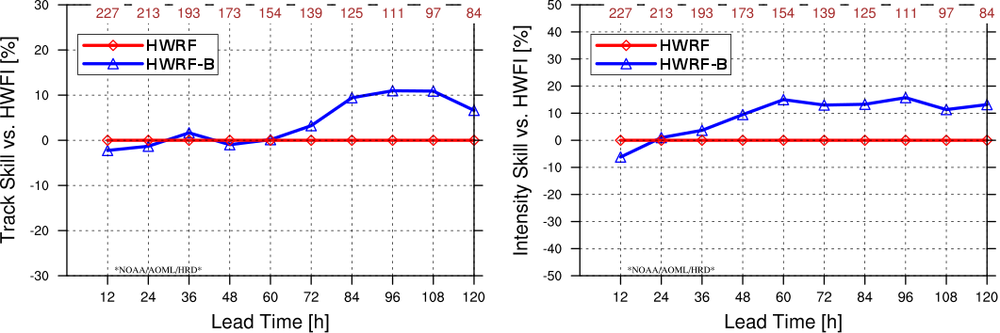 30 227 213 193 173 154 139 125 111 97 84
20
10
0
-10
-20
-30
Track Skill vs. HWFI [%]
HWRF
HWRF-B
*NOAA/AOML/HRD*
12 24 36 48 60 72 84 96 108 120
Lead Time [h]
50 227 213 193 173 154 139 125 111 97 84
40
30
20
10
0
-10
-20
-30
-40
-50
Intensity Skill vs. HWFI [%]
HWRF
HWRF-B
*NOAA/AOML/HRD*
12 24 36 48 60 72 84 96 108 120
Lead Time [h]